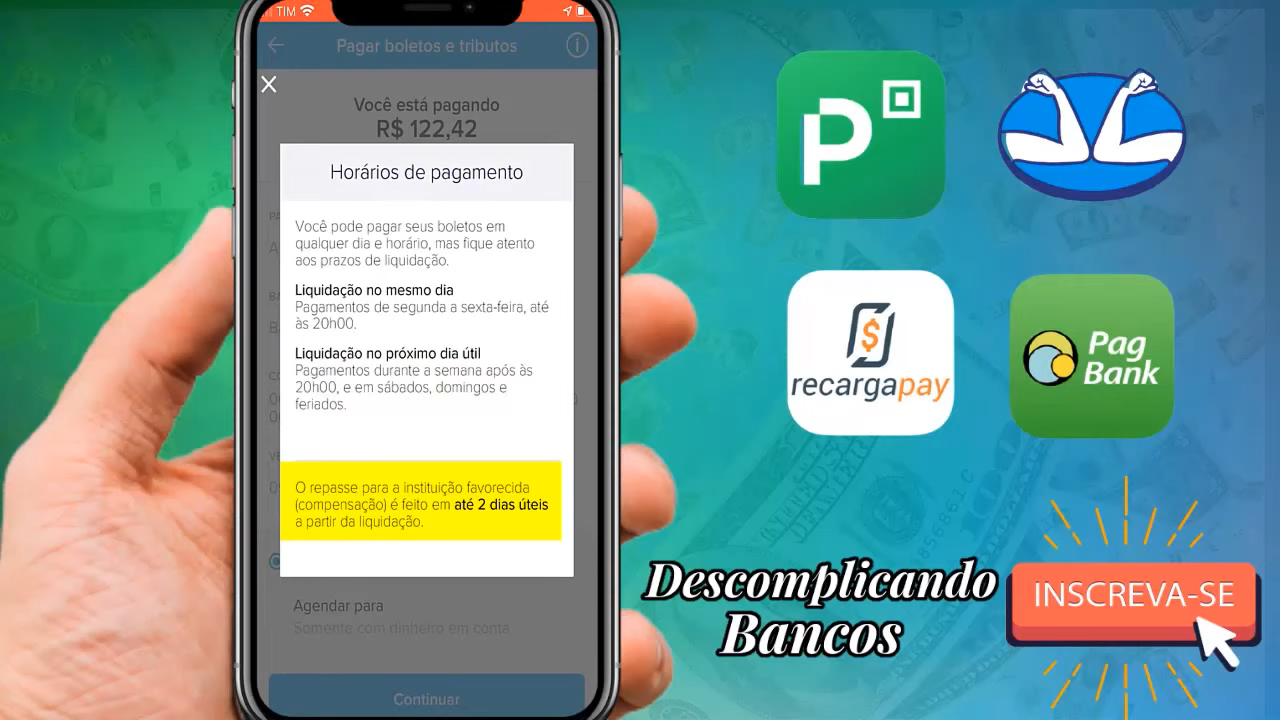 TIM
Pagar boletos e tributos
Você está pagando
R$ 122,42
Horários de pagamento
Você pode pagar seus boletos em
qualquer dia e horário, mas fique atento
aos prazos de liquidação.
Liquidação no mesmo dia
Pagamentos de segunda a sexta-feira, até
às 20h00.
Liquidação no próximo dia útil
Pagamentos durante a semana após às
20h00, e em sábados, domingos e
feriados.
O repasse para a instituição favorecida
(compensação) é feito em até 2 dias úteis
a partir da liquidação.
Agendar para
Somente com dinheiro em conta
Continuar
P
recargapay
Pag
Bank
Descomplicando
Bancos
INSCREVA-SE